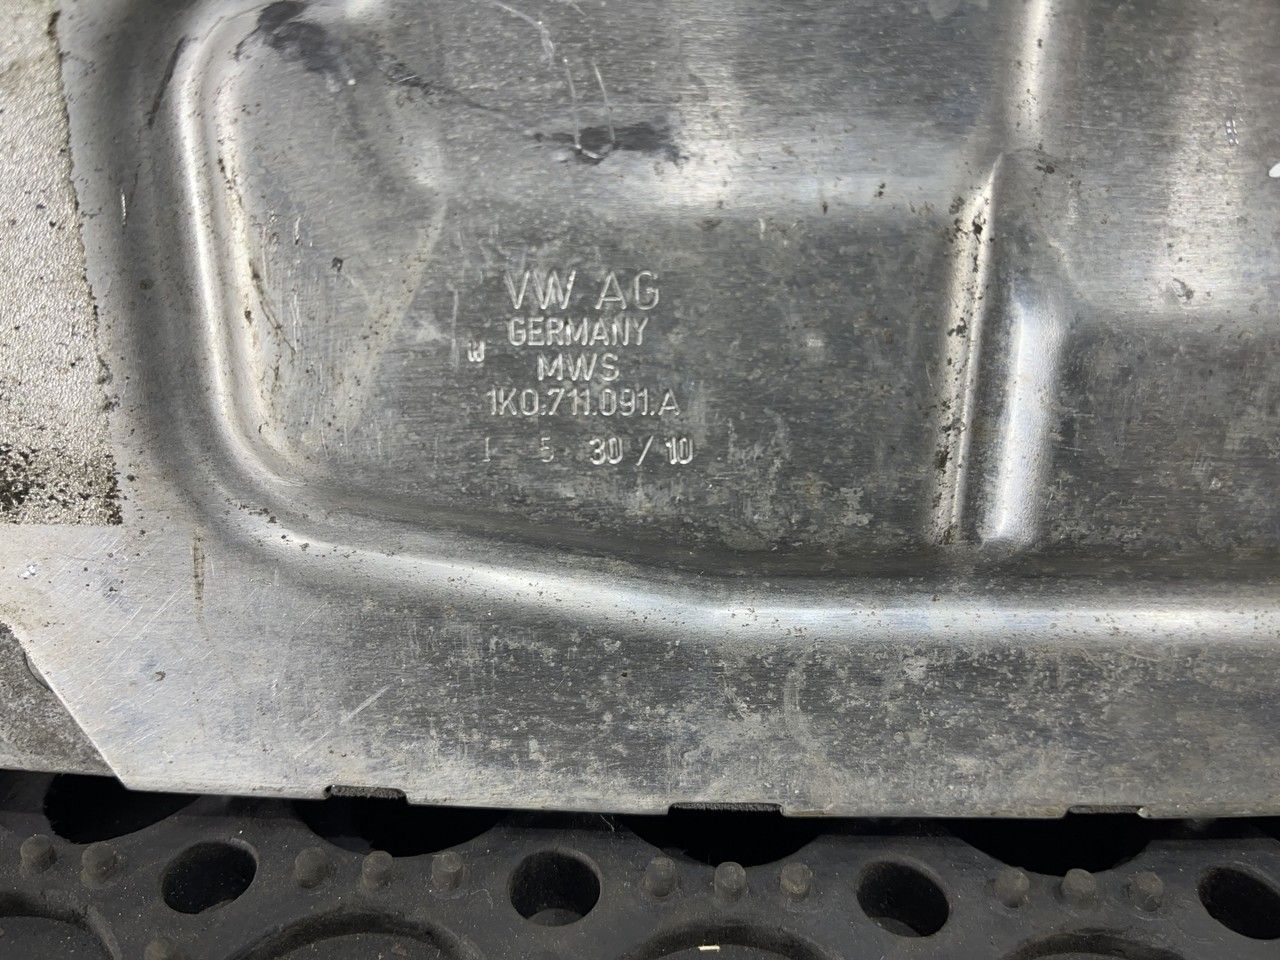 VW AG
GERMANY
W
MWS
1K0.711.091.A
1 5 30 / 10